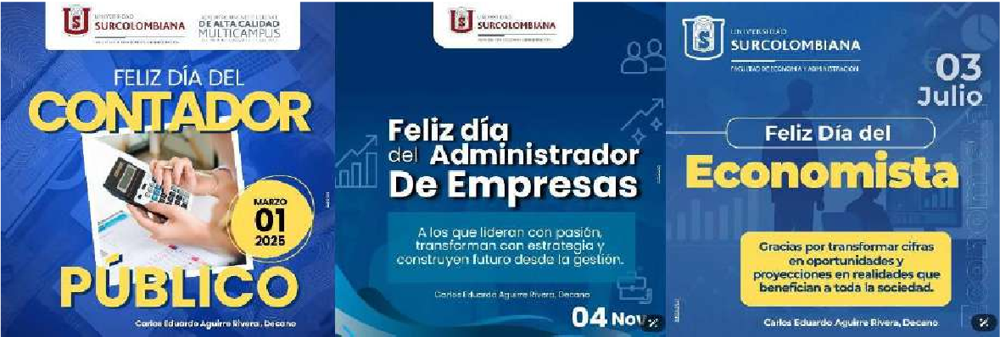 UNIVERSIDAD
SURCOLOMBIANA
DE ALTA CALIDAD
MULTICAMPUS
FELIZ DÍA DEL
CONTADOR
MARZO
01
2025
PÚBLICO
Carlos Eduardo Aguirre Rivera, Decano
UNIVERSIDAD
SURCOLOMBIANA
Feliz día
del Administrador
De Empresas
A los que lideran con pasión,
transforman con estrategia y
construyen futuro desde la gestión.
Carlos Eduardo Aguirre Rivera, Decano
04 Nov
UNIVERSIDAD
SURCOLOMBIANA
FACULTAD DE ECONOMÍA Y ADMINISTRACIÓN
03
Julio
Feliz Día del
Economista
Gracias por transformar cifras
en oportunidades y
proyecciones en realidades que
benefician a toda la sociedad.
Carlos Eduardo Aguirre Rivera, Decano
Economista